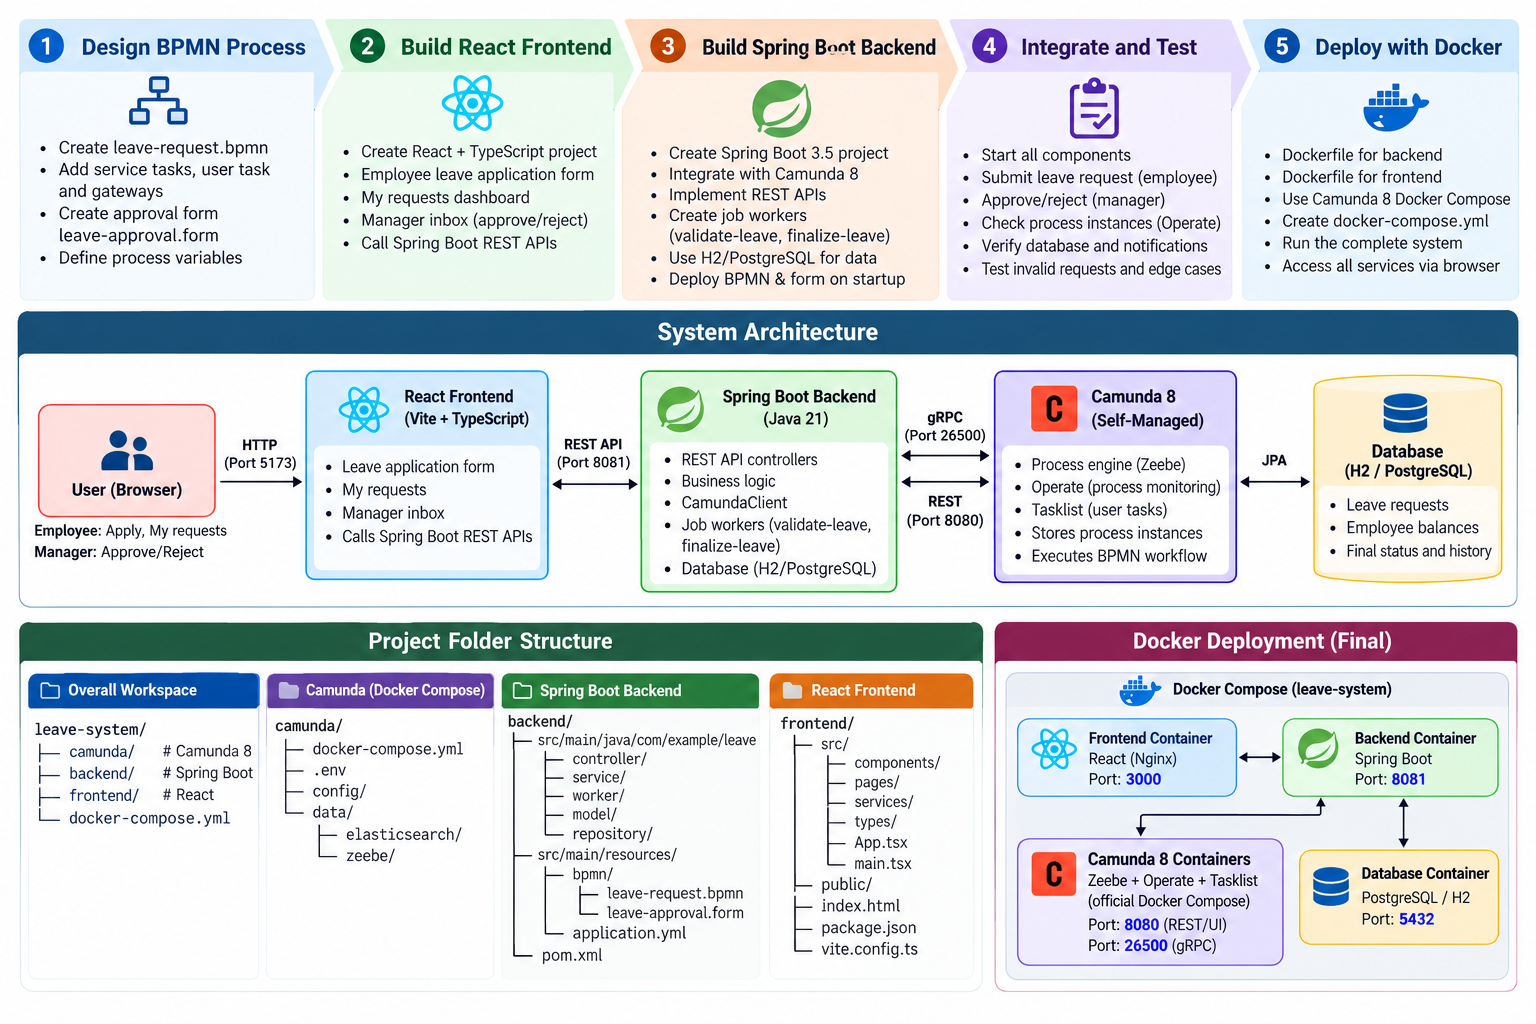 1 Design BPMN Process
• Create leave-request.bpmn
• Add service tasks, user task
and gateways
• Create approval form
leave-approval.form
• Define process variables
2 Build React Frontend
• Create React + TypeScript project
• Employee leave application form
• My requests dashboard
• Manager inbox (approve/reject)
• Call Spring Boot REST APIs
3 Build Spring Boot Backend
• Create Spring Boot 3.5 project
• Integrate with Camunda 8
• Implement REST APIs
• Create job workers
(validate-leave, finalize-leave)
• Use H2/PostgreSQL for data
• Deploy BPMN & form on startup
4 Integrate and Test
• Start all components
• Submit leave request (employee)
• Approve/reject (manager)
• Check process instances (Operate)
• Verify database and notifications
• Test invalid requests and edge cases
5 Deploy with Docker
• Dockerfile for backend
• Dockerfile for frontend
• Use Camunda 8 Docker Compose
• Create docker-compose.yml
• Run the complete system
• Access all services via browser
System Architecture
User (Browser)
Employee: Apply, My requests
Manager: Approve/Reject
HTTP
(Port 5173)
React Frontend
(Vite + TypeScript)
• Leave application form
• My requests
• Manager inbox
• Calls Spring Boot REST APIs
REST API
(Port 8081)
Spring Boot Backend
(Java 21)
• REST API controllers
• Business logic
• CamundaClient
• Job workers (validate-leave,
finalize-leave)
• Database (H2/PostgreSQL)
gRPC
(Port 26500)
REST
(Port 8080)
C
Camunda 8
(Self-Managed)
• Process engine (Zeebe)
• Operate (process monitoring)
• Tasklist (user tasks)
• Stores process instances
• Executes BPMN workflow
JPA
Database
(H2 / PostgreSQL)
• Leave requests
• Employee balances
• Final status and history
Project Folder Structure
Overall Workspace
leave-system/
├── camunda/ # Camunda 8
├── backend/ # Spring Boot
├── frontend/ # React
└── docker-compose.yml
Camunda (Docker Compose)
camunda/
├── docker-compose.yml
├── .env
├── config/
├── data/
├── elasticsearch/
└── zeebe/
Spring Boot Backend
backend/
├── src/main/java/com/example/leave
├── controller/
├── service/
├── worker/
├── model/
└── repository/
├── src/main/resources/
├── bpmn/
├── leave-request.bpmn
└── leave-approval.form
└── application.yml
└── pom.xml
React Frontend
frontend/
├── src/
├── components/
├── pages/
├── services/
├── types/
├── App.tsx
└── main.tsx
├── public/
├── index.html
├── package.json
└── vite.config.ts
Docker Deployment (Final)
Docker Compose (leave-system)
Frontend Container
React (Nginx)
Port: 3000
Backend Container
Spring Boot
Port: 8081
C
Camunda 8 Containers
Zeebe + Operate + Tasklist
(official Docker Compose)
Port: 8080 (REST/UI)
Port: 26500 (gRPC)
Database Container
PostgreSQL / H2
Port: 5432